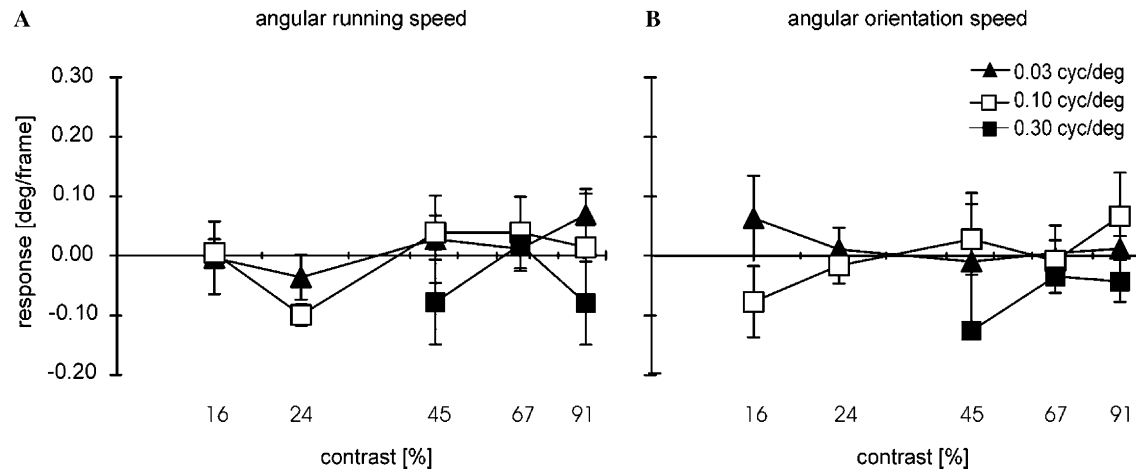 A angular running speed B angular orientation speed
0.03 cyc/deg
0.10 cyc/deg
0.30 cyc/deg
response [deg/frame]
0.30
0.20
0.10
0.00
-0.10
-0.20
16 24 45 67 91 16 24 45 67 91
contrast [%] contrast [%]